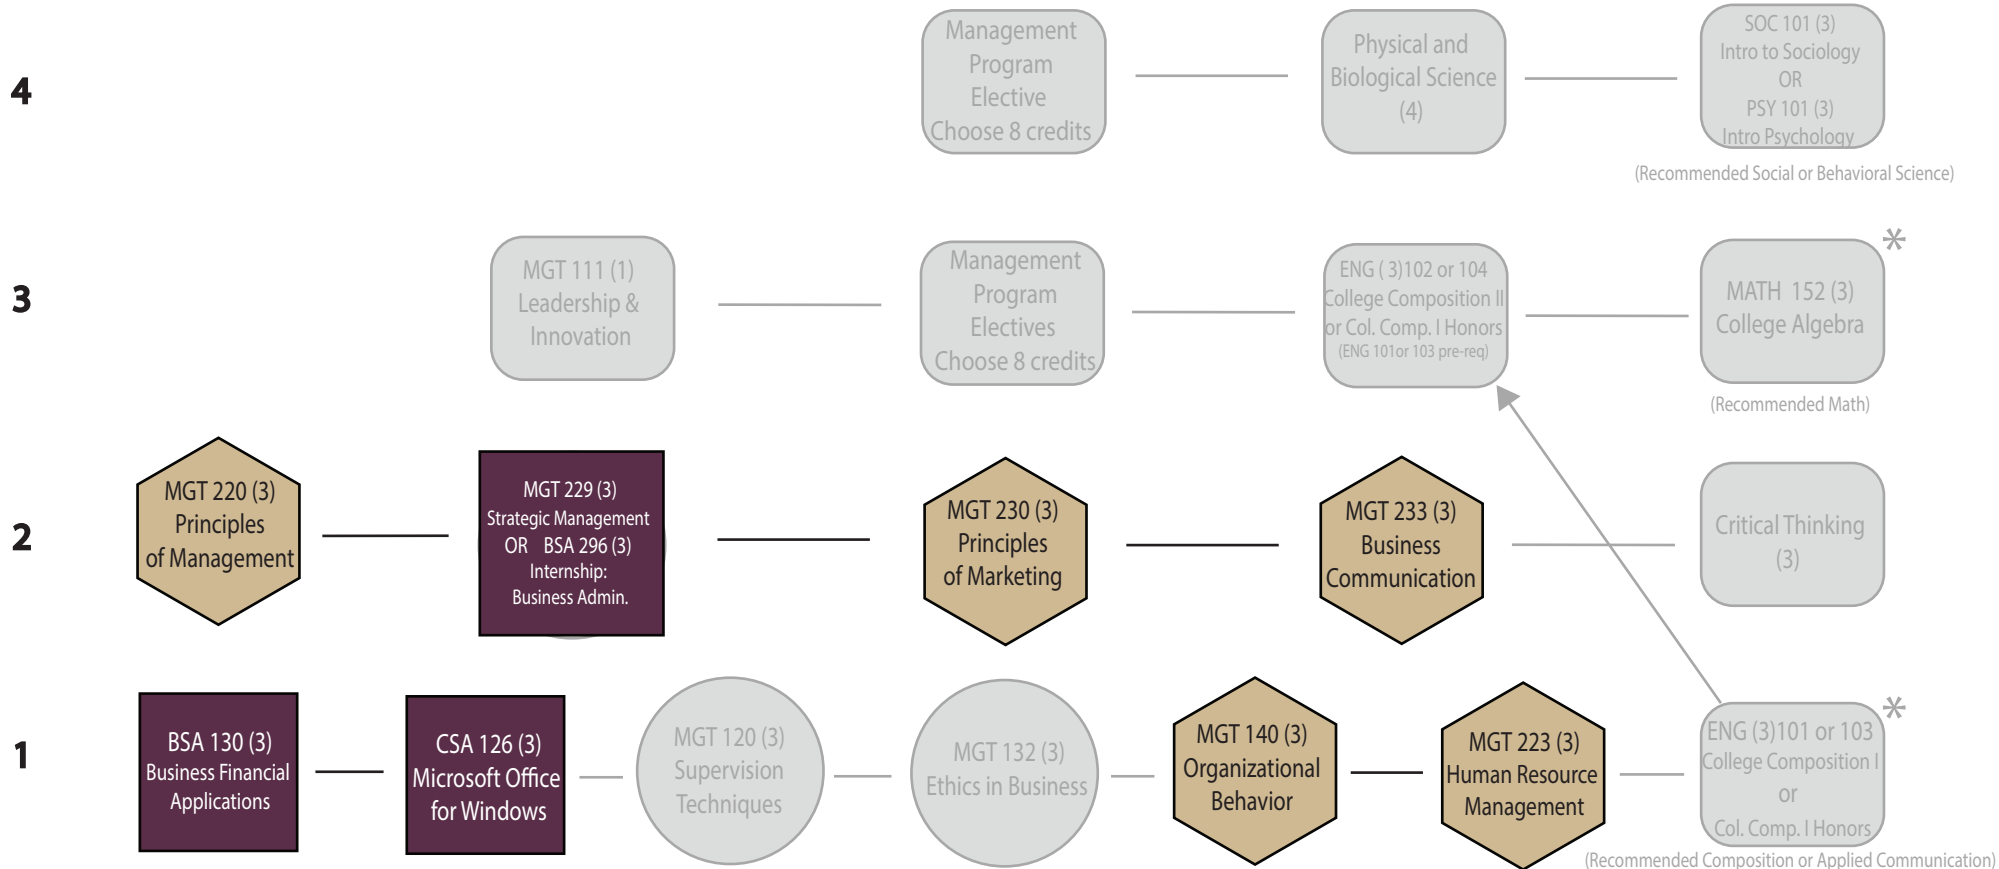 4
Management
Program
Elective
Choose 8 credits
Physical and
Biological Science
(4)
SOC 101 (3)
Intro to Sociology
OR
PSY 101 (3)
Intro Psychology
(Recommended Social or Behavioral Science)
3
MGT 111 (1)
Leadership &
Innovation
Management
Program
Electives
Choose 8 credits
ENG ( 3)102 or 104
College Composition II
or Col. Comp. I Honors
(ENG 101or 103 pre-req)
*
MATH 152 (3)
College Algebra
(Recommended Math)
2
MGT 220 (3)
Principles
of Management
MGT 229 (3)
Strategic Management
OR BSA 296 (3)
Internship:
Business Admin.
MGT 230 (3)
Principles
of Marketing
MGT 233 (3)
Business
Communication
Critical Thinking
(3)
1
BSA 130 (3)
Business Financial
Applications
CSA 126 (3)
Microsoft Office
for Windows
MGT 120 (3)
Supervision
Techniques
MGT 132 (3)
Ethics in Business
MGT 140 (3)
Organizational
Behavior
MGT 223 (3)
Human Resource
Management
*
ENG (3)101 or 103
College Composition I
or
Col. Comp. I Honors
(Recommended Composition or Applied Communication)